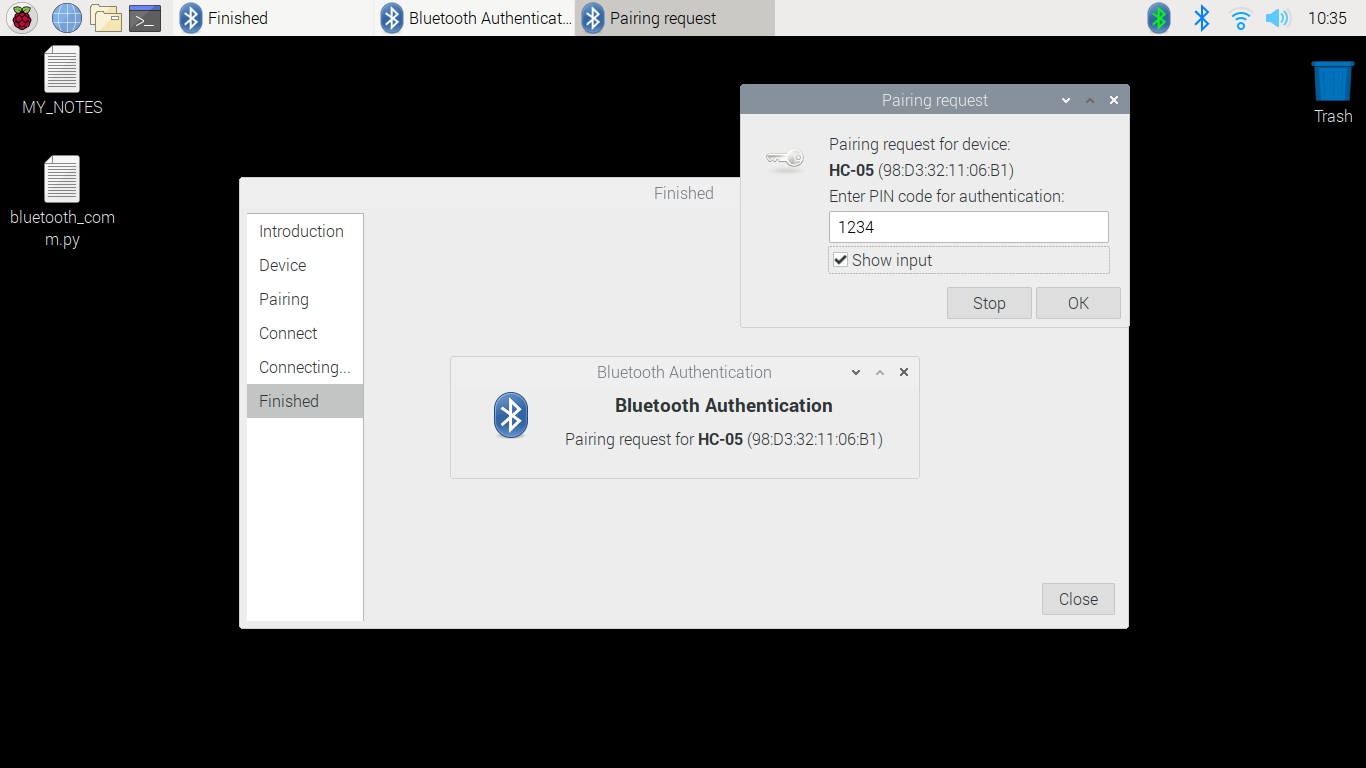 Finished
Bluetooth Authenticat...
Pairing request
10:35
MY_NOTES
bluetooth_com
m.py
Trash
Pairing request
Pairing request for device:
HC-05 (98:D3:32:11:06:B1)
Enter PIN code for authentication:
1234
Show input
Stop
OK
Finished
Introduction
Device
Pairing
Connect
Connecting...
Finished
Bluetooth Authentication
Bluetooth Authentication
Pairing request for HC-05 (98:D3:32:11:06:B1)
Close